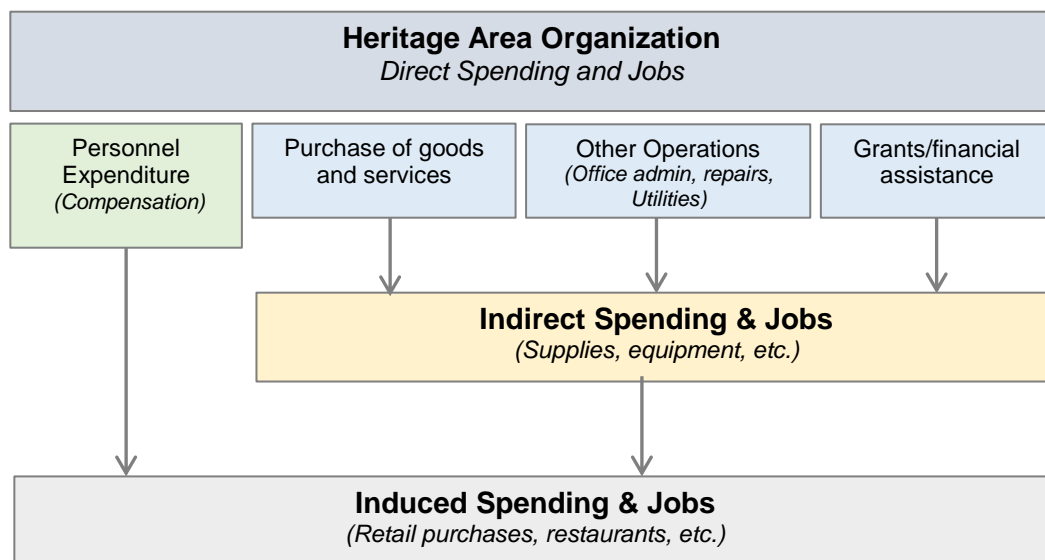 Heritage Area Organization
Direct Spending and Jobs
Personnel
Expenditure
(Compensation)
Purchase of goods
and services
Other Operations
(Office admin, repairs,
Utilities)
Grants/financial
assistance
Indirect Spending & Jobs
(Supplies, equipment, etc.)
Induced Spending & Jobs
(Retail purchases, restaurants, etc.)